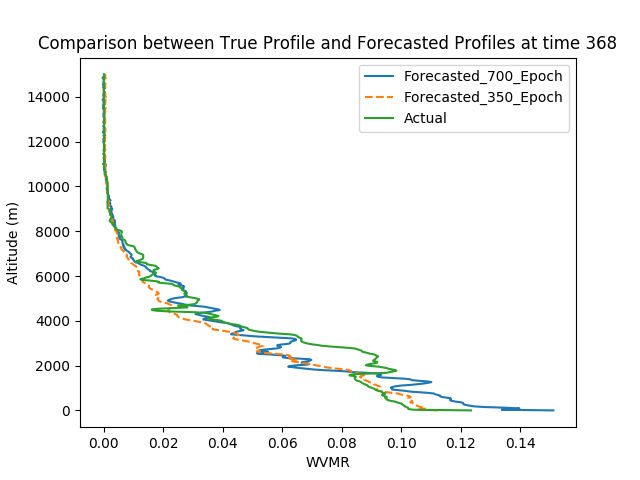 Comparison between True Profile and Forecasted Profiles at time 368
Forecasted_700_Epoch
Forecasted_350_Epoch
Actual
Altitude (m)
14000
12000
10000
8000
6000
4000
2000
0
0.00 0.02 0.04 0.06 0.08 0.10 0.12 0.14
WVMR